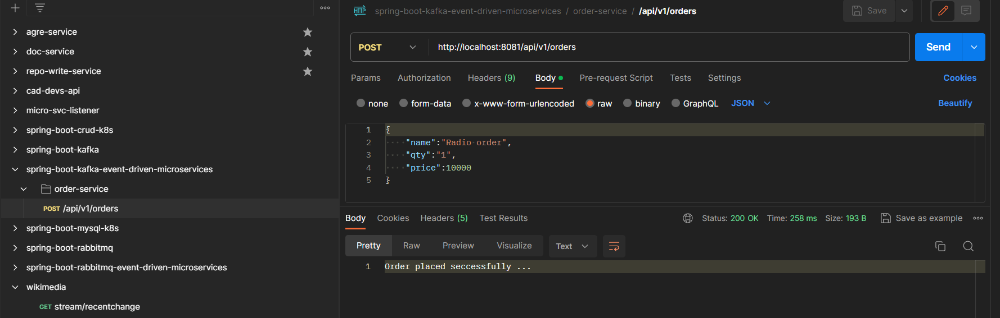 agre-service
doc-service
repo-write-service
cad-devs-api
micro-svc-listener
spring-boot-crud-k8s
spring-boot-kafka
spring-boot-kafka-event-driven-microservices
order-service
POST /api/v1/orders
spring-boot-mysql-k8s
spring-boot-rabbitmq
spring-boot-rabbitmq-event-driven-microservices
wikimedia
GET stream/recentchange
HTTP spring-boot-kafka-event-driven-microservices / order-service / /api/v1/orders
Save
POST http://localhost:8081/api/v1/orders Send
Params Authorization Headers (9) Body Pre-request Script Tests Settings Cookies
none form-data x-www-form-urlencoded raw binary GraphQL JSON Beautify
1 {
2 "name":"Radio order",
3 "qty":"1",
4 "price":10000
5 }
Body Cookies Headers (5) Test Results Status: 200 OK Time: 258 ms Size: 193 B Save as example
Pretty Raw Preview Visualize Text
1 Order placed seccessfully ...